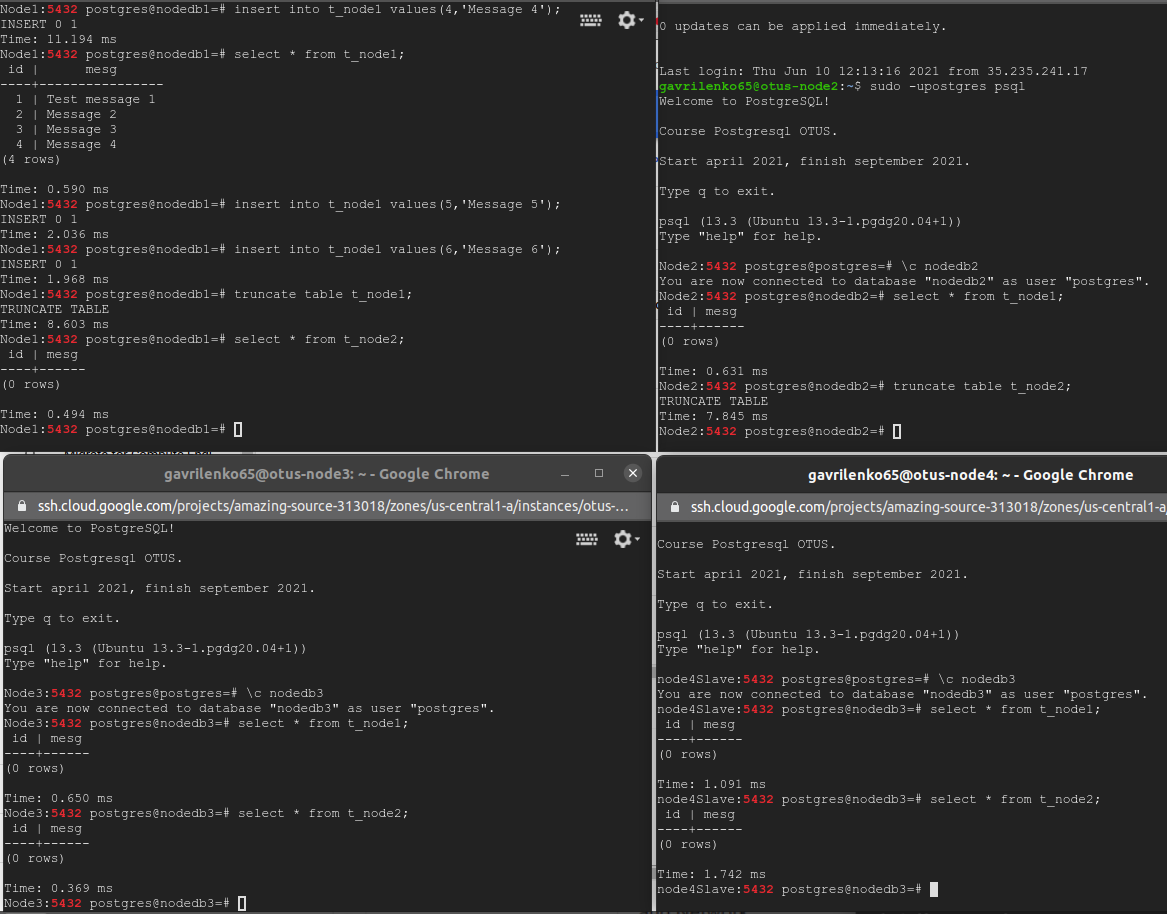 Node1:5432 postgres@nodedb1=# insert into t_node1 values(4,'Message 4');
INSERT 0 1
Time: 11.194 ms
Node1:5432 postgres@nodedb1=# select * from t_node1;
 id |      mesg
----+----------------
  1 | Test message 1
  2 | Message 2
  3 | Message 3
  4 | Message 4
(4 rows)
Time: 0.590 ms
Node1:5432 postgres@nodedb1=# insert into t_node1 values(5,'Message 5');
INSERT 0 1
Time: 2.036 ms
Node1:5432 postgres@nodedb1=# insert into t_node1 values(6,'Message 6');
INSERT 0 1
Time: 1.968 ms
Node1:5432 postgres@nodedb1=# truncate table t_node1;
TRUNCATE TABLE
Time: 8.603 ms
Node1:5432 postgres@nodedb1=# select * from t_node2;
 id | mesg
----+------
(0 rows)
Time: 0.494 ms
Node1:5432 postgres@nodedb1=#
0 updates can be applied immediately.
Last login: Thu Jun 10 12:13:16 2021 from 35.235.241.17
gavrilenko65@otus-node2:~$ sudo -upostgres psql
Welcome to PostgreSQL!
Course Postgresql OTUS.
Start april 2021, finish september 2021.
Type q to exit.
psql (13.3 (Ubuntu 13.3-1.pgdg20.04+1))
Type "help" for help.
Node2:5432 postgres@postgres=# \c nodedb2
You are now connected to database "nodedb2" as user "postgres".
Node2:5432 postgres@nodedb2=# select * from t_node1;
 id | mesg
----+------
(0 rows)
Time: 0.631 ms
Node2:5432 postgres@nodedb2=# truncate table t_node2;
TRUNCATE TABLE
Time: 7.845 ms
Node2:5432 postgres@nodedb2=#
gavrilenko65@otus-node3: ~ - Google Chrome
ssh.cloud.google.com/projects/amazing-source-313018/zones/us-central1-a/instances/otus-...
Welcome to PostgreSQL!
Course Postgresql OTUS.
Start april 2021, finish september 2021.
Type q to exit.
psql (13.3 (Ubuntu 13.3-1.pgdg20.04+1))
Type "help" for help.
Node3:5432 postgres@postgres=# \c nodedb3
You are now connected to database "nodedb3" as user "postgres".
Node3:5432 postgres@nodedb3=# select * from t_node1;
 id | mesg
----+------
(0 rows)
Time: 0.650 ms
Node3:5432 postgres@nodedb3=# select * from t_node2;
 id | mesg
----+------
(0 rows)
Time: 0.369 ms
Node3:5432 postgres@nodedb3=#
gavrilenko65@otus-node4: ~ - Google Chrome
ssh.cloud.google.com/projects/amazing-source-313018/zones/us-central1-a
Course Postgresql OTUS.
Start april 2021, finish september 2021.
Type q to exit.
psql (13.3 (Ubuntu 13.3-1.pgdg20.04+1))
Type "help" for help.
node4Slave:5432 postgres@postgres=# \c nodedb3
You are now connected to database "nodedb3" as user "postgres".
node4Slave:5432 postgres@nodedb3=# select * from t_node1;
 id | mesg
----+------
(0 rows)
Time: 1.091 ms
node4Slave:5432 postgres@nodedb3=# select * from t_node2;
 id | mesg
----+------
(0 rows)
Time: 1.742 ms
node4Slave:5432 postgres@nodedb3=#